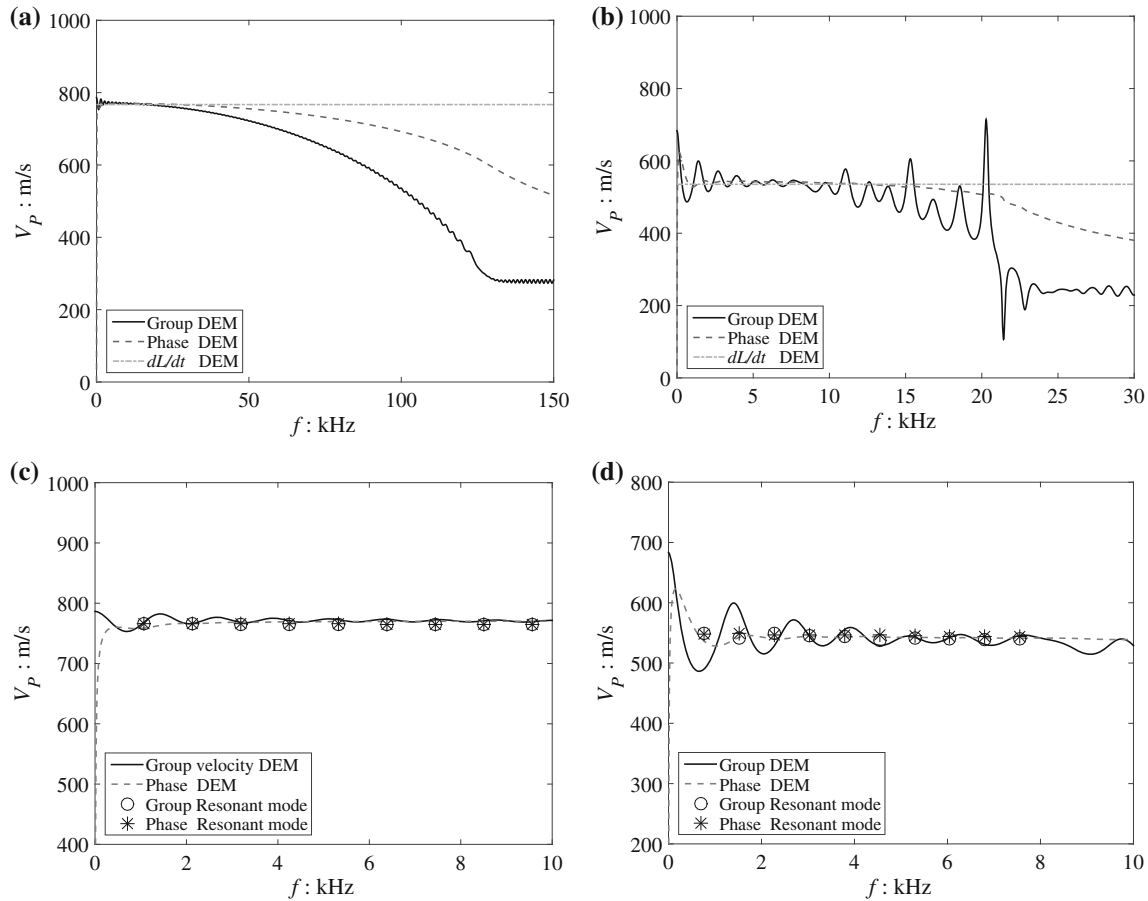 (a)
1000
800
600
400
200
0
V_P : m/s
Group DEM
Phase DEM
dL/dt DEM
0 50 100 150
f : kHz
(b)
1000
800
600
400
200
0
V_P : m/s
Group DEM
Phase DEM
dL/dt DEM
0 5 10 15 20 25 30
f : kHz
(c)
1000
900
800
700
600
500
400
V_P : m/s
Group velocity DEM
Phase DEM
Group Resonant mode
Phase Resonant mode
0 2 4 6 8 10
f : kHz
(d)
800
700
600
500
400
300
200
V_P : m/s
Group DEM
Phase DEM
Group Resonant mode
Phase Resonant mode
0 2 4 6 8 10
f : kHz